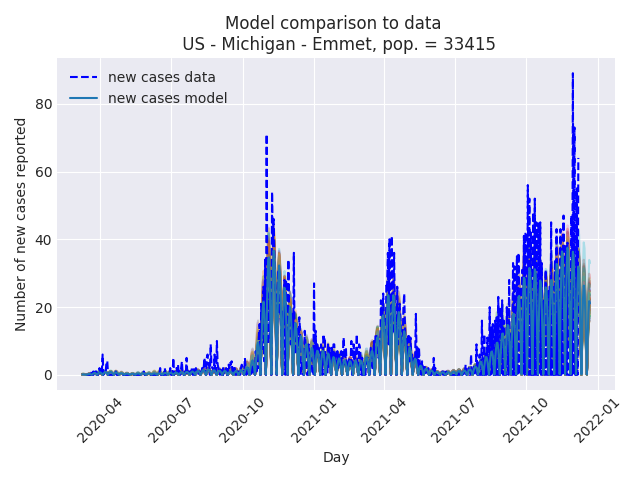 Model comparison to data
US - Michigan - Emmet, pop. = 33415
new cases data
new cases model
Number of new cases reported
80
60
40
20
0
2020-04
2020-07
2020-10
2021-01
2021-04
2021-07
2021-10
2022-01
Day